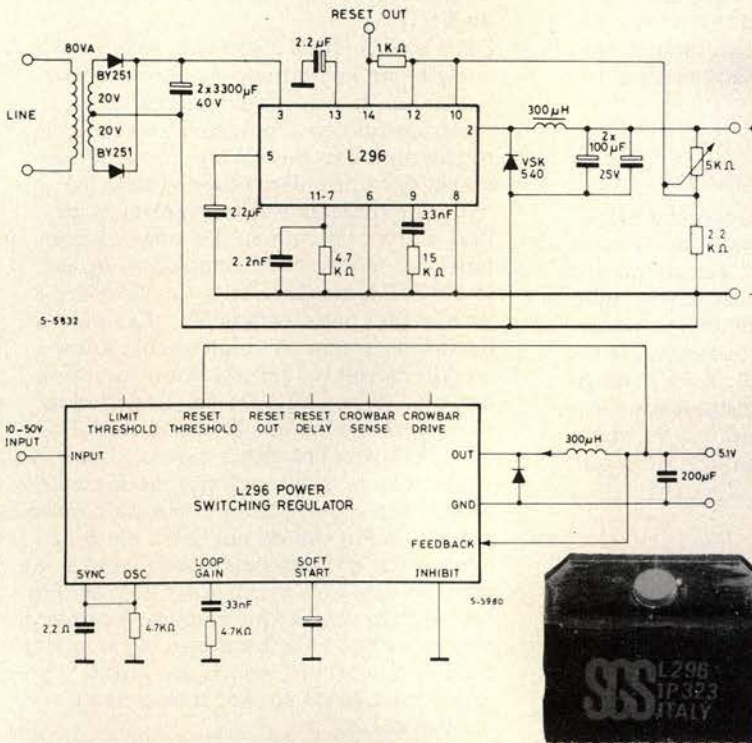 RESET OUT
80VA
BY251
LINE
20V
20V
BY251
2x3300µF
40V
2.2µF
1KΩ
3
13
14
12
10
2
5
L296
11-7
6
9
8
2.2µF
2.2nF
4.7
KΩ
33nF
15
KΩ
300µH
VSK
540
2x
100µF
25V
5KΩ
2.2
KΩ
+
-
S-5832
10-50V
INPUT
INPUT
LIMIT
THRESHOLD
RESET
THRESHOLD
RESET
OUT
RESET
DELAY
CROWBAR
SENSE
CROWBAR
DRIVE
L296 POWER
SWITCHING REGULATOR
OUT
GND
FEEDBACK
SYNC
OSC
LOOP
GAIN
SOFT
START
INHIBIT
300µH
5.1V
200µF
2.2Ω
4.7KΩ
33nF
4.7KΩ
S-5980
SGS
L296
1P323
ITALY